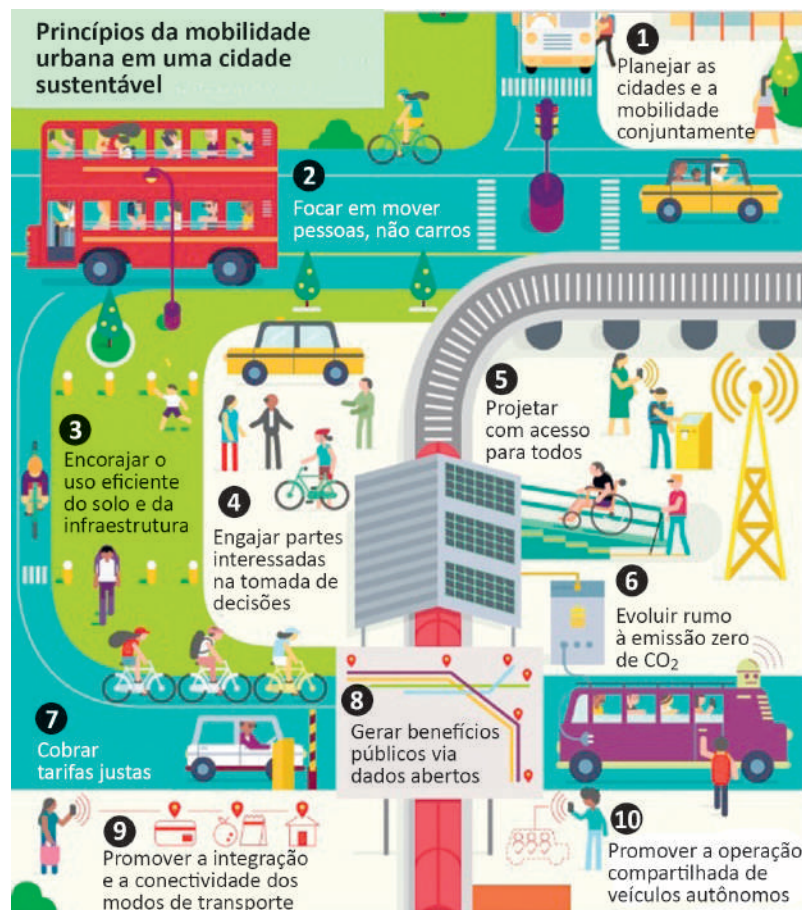 Princípios da mobilidade
urbana em uma cidade
sustentável
1
Planejar as
cidades e a
mobilidade
conjuntamente
2
Focar em mover
pessoas, não carros
3
Encorajar o
uso eficiente
do solo e da
infraestrutura
4
Engajar partes
interessadas
na tomada de
decisões
5
Projetar
com acesso
para todos
6
Evoluir rumo
à emissão zero
de CO₂
7
Cobrar
tarifas justas
8
Gerar benefícios
públicos via
dados abertos
9
Promover a integração
e a conectividade dos
modos de transporte
10
Promover a operação
compartilhada de
veículos autônomos